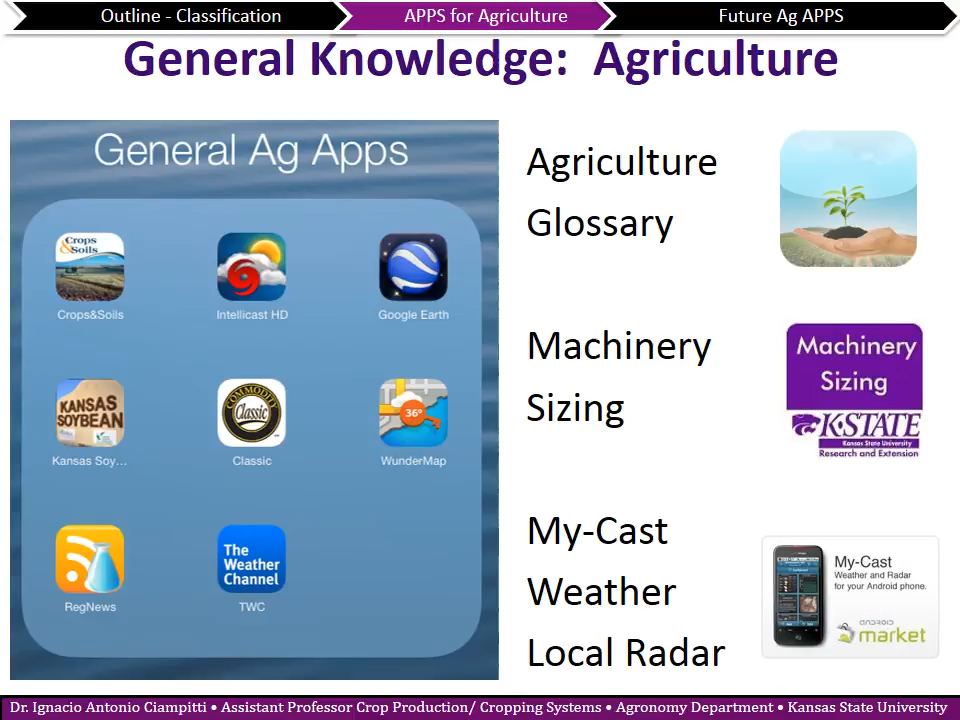 Outline - Classification
APPS for Agriculture
Future Ag APPS
General Knowledge:  Agriculture
General Ag Apps
Crops
&Soils
Crops&Soils
Intellicast HD
Google Earth
KANSAS
SOYBEAN
Kansas Soy...
COMMODITY
Classic
Classic
36°
WunderMap
RegNews
The
Weather
Channel
TWC
Agriculture
Glossary
Machinery
Sizing
Machinery
Sizing
K-STATE
Kansas State University
Research and Extension
My-Cast
Weather
Local Radar
My-Cast
Weather and Radar
for your Android phone.
ANDROID
market
Dr. Ignacio Antonio Ciampitti • Assistant Professor Crop Production/ Cropping Systems • Agronomy Department • Kansas State University